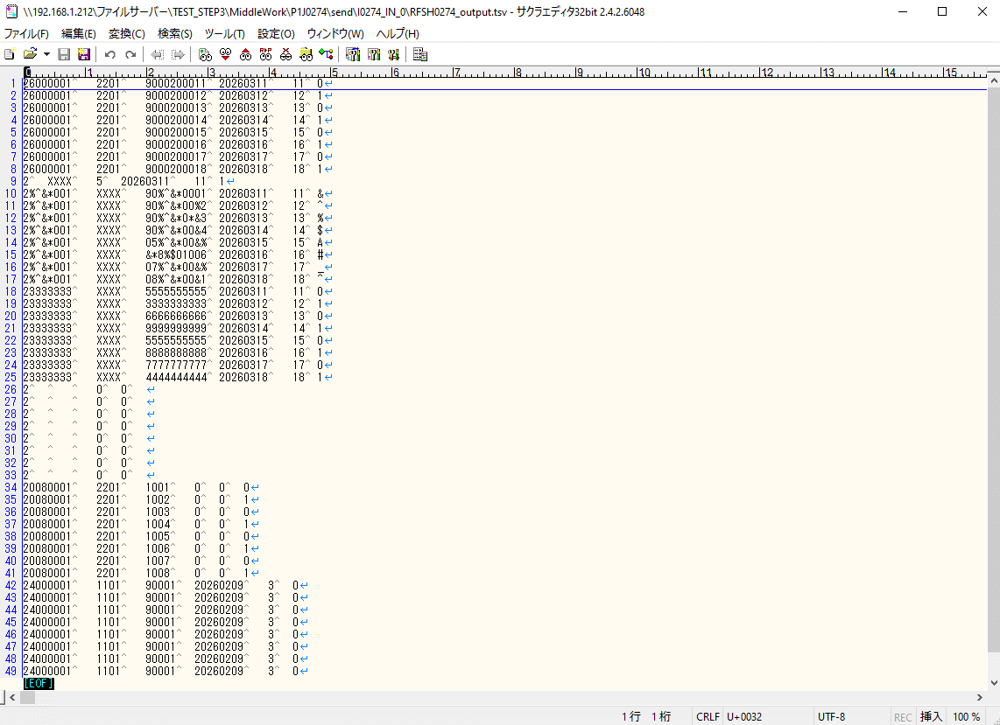 \\192.168.1.212\ファイルサーバー\TEST_STEP3\MiddleWork\P1J0274\send\I0274_IN_0\RFSH0274_output.tsv - サクラエディタ32bit 2.4.2.6048
ファイル(F) 編集(E) 変換(C) 検索(S) ツール(T) 設定(O) ウィンドウ(W) ヘルプ(H)
0 1 2 3 4 5 6 7 8 9 10 11 12 13 14 15
1 26000001^ 2201^ 9000200011^ 20260311^ 11^ 0↵
2 26000001^ 2201^ 9000200012^ 20260312^ 12^ 1↵
3 26000001^ 2201^ 9000200013^ 20260313^ 13^ 0↵
4 26000001^ 2201^ 9000200014^ 20260314^ 14^ 1↵
5 26000001^ 2201^ 9000200015^ 20260315^ 15^ 0↵
6 26000001^ 2201^ 9000200016^ 20260316^ 16^ 1↵
7 26000001^ 2201^ 9000200017^ 20260317^ 17^ 0↵
8 26000001^ 2201^ 9000200018^ 20260318^ 18^ 1↵
9 2^ XXXX^ 5^ 20260311^ 11^ 1↵
10 2%^&*001^ XXXX^ 90%^&*0001^ 20260311^ 11^ &↵
11 2%^&*001^ XXXX^ 90%^&*00%2^ 20260312^ 12^ ^↵
12 2%^&*001^ XXXX^ 90%^&*0*&3^ 20260313^ 13^ %↵
13 2%^&*001^ XXXX^ 90%^&*00&4^ 20260314^ 14^ $↵
14 2%^&*001^ XXXX^ 05%^&*00&%^ 20260315^ 15^ A↵
15 2%^&*001^ XXXX^ &*8%$01006^ 20260316^ 16^ #↵
16 2%^&*001^ XXXX^ 07%^&*00&%^ 20260317^ 17^ _↵
17 2%^&*001^ XXXX^ 08%^&*00&1^ 20260318^ 18^ ^↵
18 23333333^ XXXX^ 5555555555^ 20260311^ 11^ 0↵
19 23333333^ XXXX^ 3333333333^ 20260312^ 12^ 1↵
20 23333333^ XXXX^ 6666666666^ 20260313^ 13^ 0↵
21 23333333^ XXXX^ 9999999999^ 20260314^ 14^ 1↵
22 23333333^ XXXX^ 5555555555^ 20260315^ 15^ 0↵
23 23333333^ XXXX^ 8888888888^ 20260316^ 16^ 1↵
24 23333333^ XXXX^ 7777777777^ 20260317^ 17^ 0↵
25 23333333^ XXXX^ 4444444444^ 20260318^ 18^ 1↵
26 2^ ^ ^ 0^ 0^ ↵
27 2^ ^ ^ 0^ 0^ ↵
28 2^ ^ ^ 0^ 0^ ↵
29 2^ ^ ^ 0^ 0^ ↵
30 2^ ^ ^ 0^ 0^ ↵
31 2^ ^ ^ 0^ 0^ ↵
32 2^ ^ ^ 0^ 0^ ↵
33 2^ ^ ^ 0^ 0^ ↵
34 20080001^ 2201^ 1001^ 0^ 0^ 0↵
35 20080001^ 2201^ 1002^ 0^ 0^ 1↵
36 20080001^ 2201^ 1003^ 0^ 0^ 0↵
37 20080001^ 2201^ 1004^ 0^ 0^ 1↵
38 20080001^ 2201^ 1005^ 0^ 0^ 0↵
39 20080001^ 2201^ 1006^ 0^ 0^ 1↵
40 20080001^ 2201^ 1007^ 0^ 0^ 0↵
41 20080001^ 2201^ 1008^ 0^ 0^ 1↵
42 24000001^ 1101^ 90001^ 20260209^ 3^ 0↵
43 24000001^ 1101^ 90001^ 20260209^ 3^ 0↵
44 24000001^ 1101^ 90001^ 20260209^ 3^ 0↵
45 24000001^ 1101^ 90001^ 20260209^ 3^ 0↵
46 24000001^ 1101^ 90001^ 20260209^ 3^ 0↵
47 24000001^ 1101^ 90001^ 20260209^ 3^ 0↵
48 24000001^ 1101^ 90001^ 20260209^ 3^ 0↵
49 24000001^ 1101^ 90001^ 20260209^ 3^ 0↵
[EOF]
1 行 1 桁 CRLF U+0032 UTF-8 REC 挿入 100 %